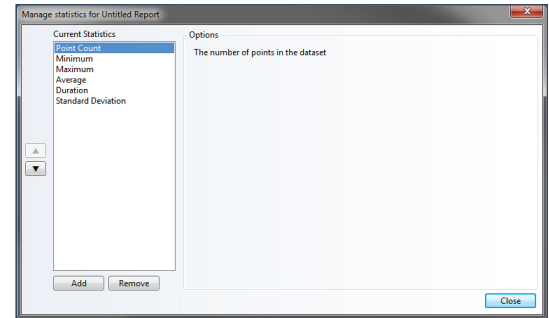 Manage statistics for Untitled Report
Current Statistics
Point Count
Minimum
Maximum
Average
Duration
Standard Deviation
Add
Remove
Options
The number of points in the dataset
Close